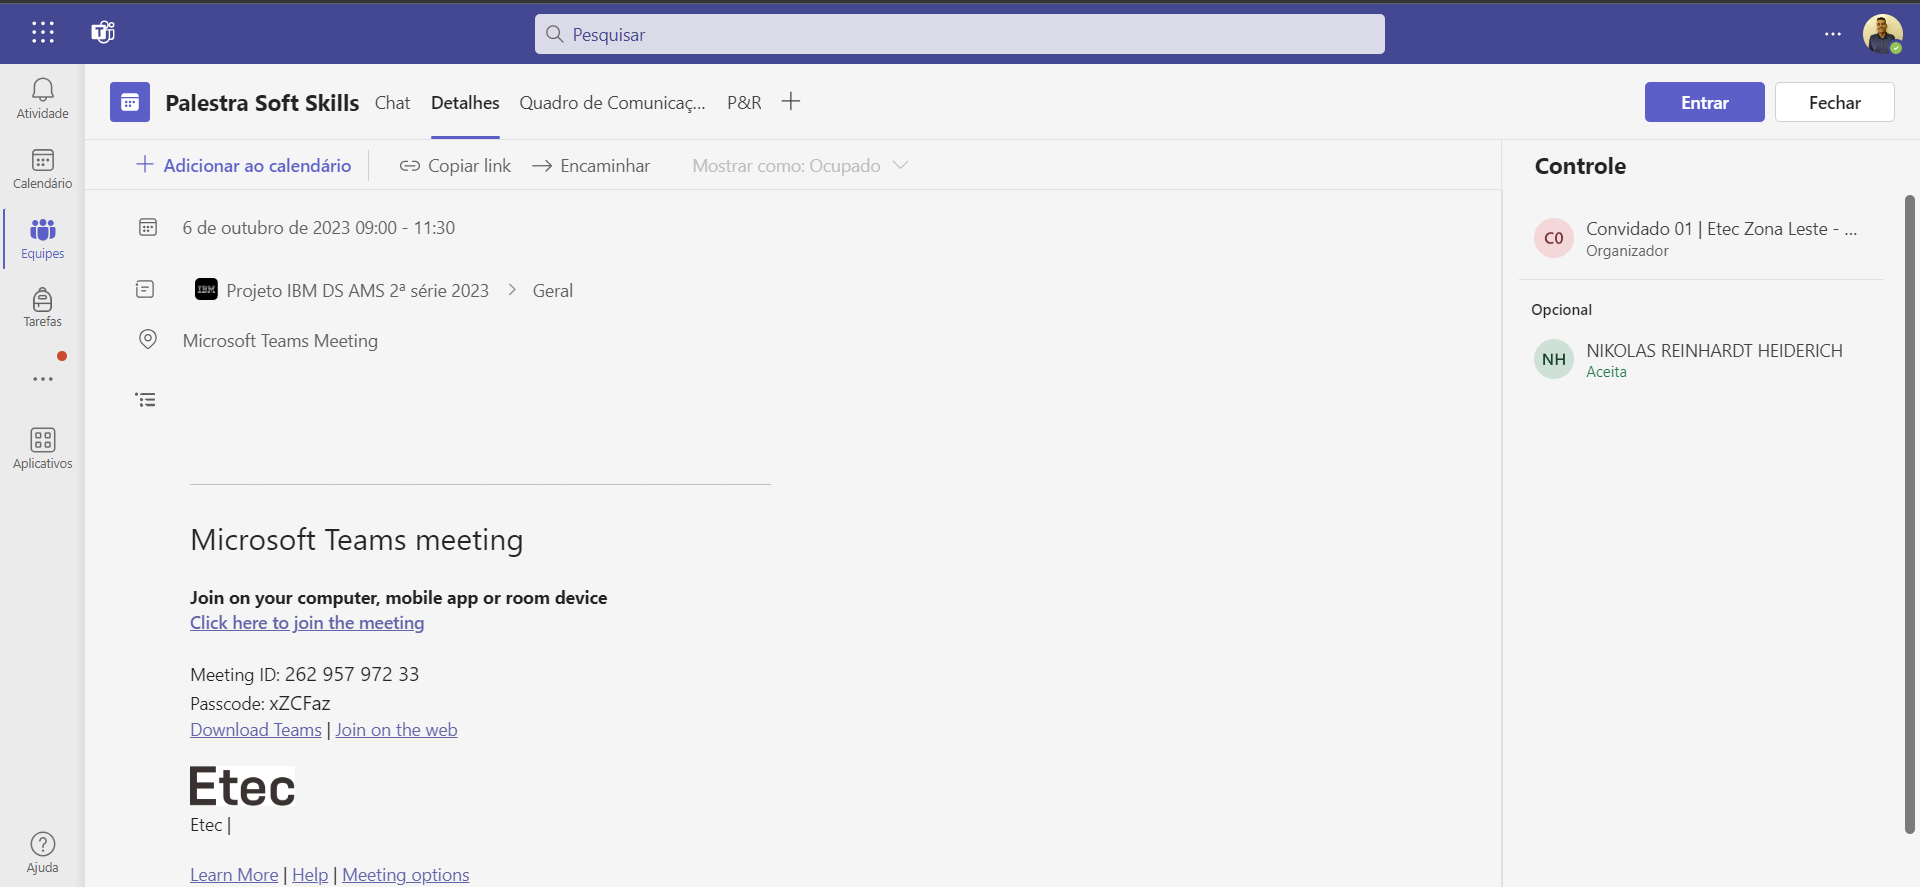 Pesquisar
Atividade
Calendário
Equipes
Tarefas
Aplicativos
Ajuda
Palestra Soft Skills Chat Detalhes Quadro de Comunicaç... P&R
Entrar Fechar
Adicionar ao calendário Copiar link Encaminhar Mostrar como: Ocupado
6 de outubro de 2023 09:00 - 11:30
IBM Projeto IBM DS AMS 2ª série 2023 > Geral
Microsoft Teams Meeting
Microsoft Teams meeting
Join on your computer, mobile app or room device
Click here to join the meeting
Meeting ID: 262 957 972 33
Passcode: xZCFaz
Download Teams | Join on the web
Etec
Etec |
Learn More | Help | Meeting options
Controle
C0 Convidado 01 | Etec Zona Leste - ...
Organizador
Opcional
NH NIKOLAS REINHARDT HEIDERICH
Aceita